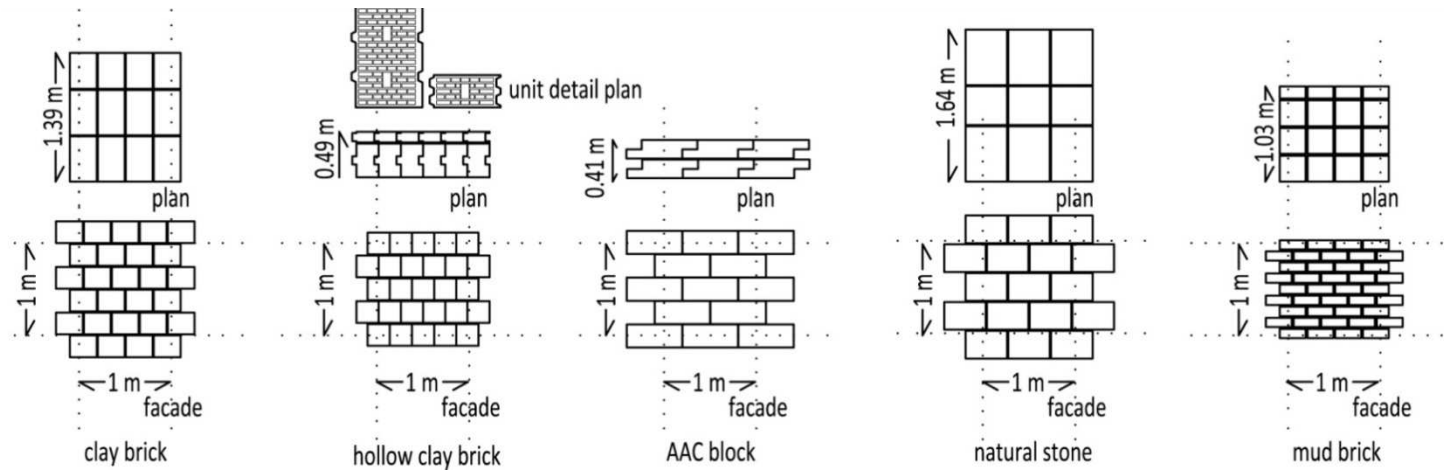 1.39 m
plan
1 m
1 m
facade
clay brick
unit detail plan
0.49 m
plan
1 m
1 m
facade
hollow clay brick
0.41 m
plan
1 m
1 m
facade
AAC block
1.64 m
plan
1 m
1 m
facade
natural stone
1.03 m
plan
1 m
1 m
facade
mud brick